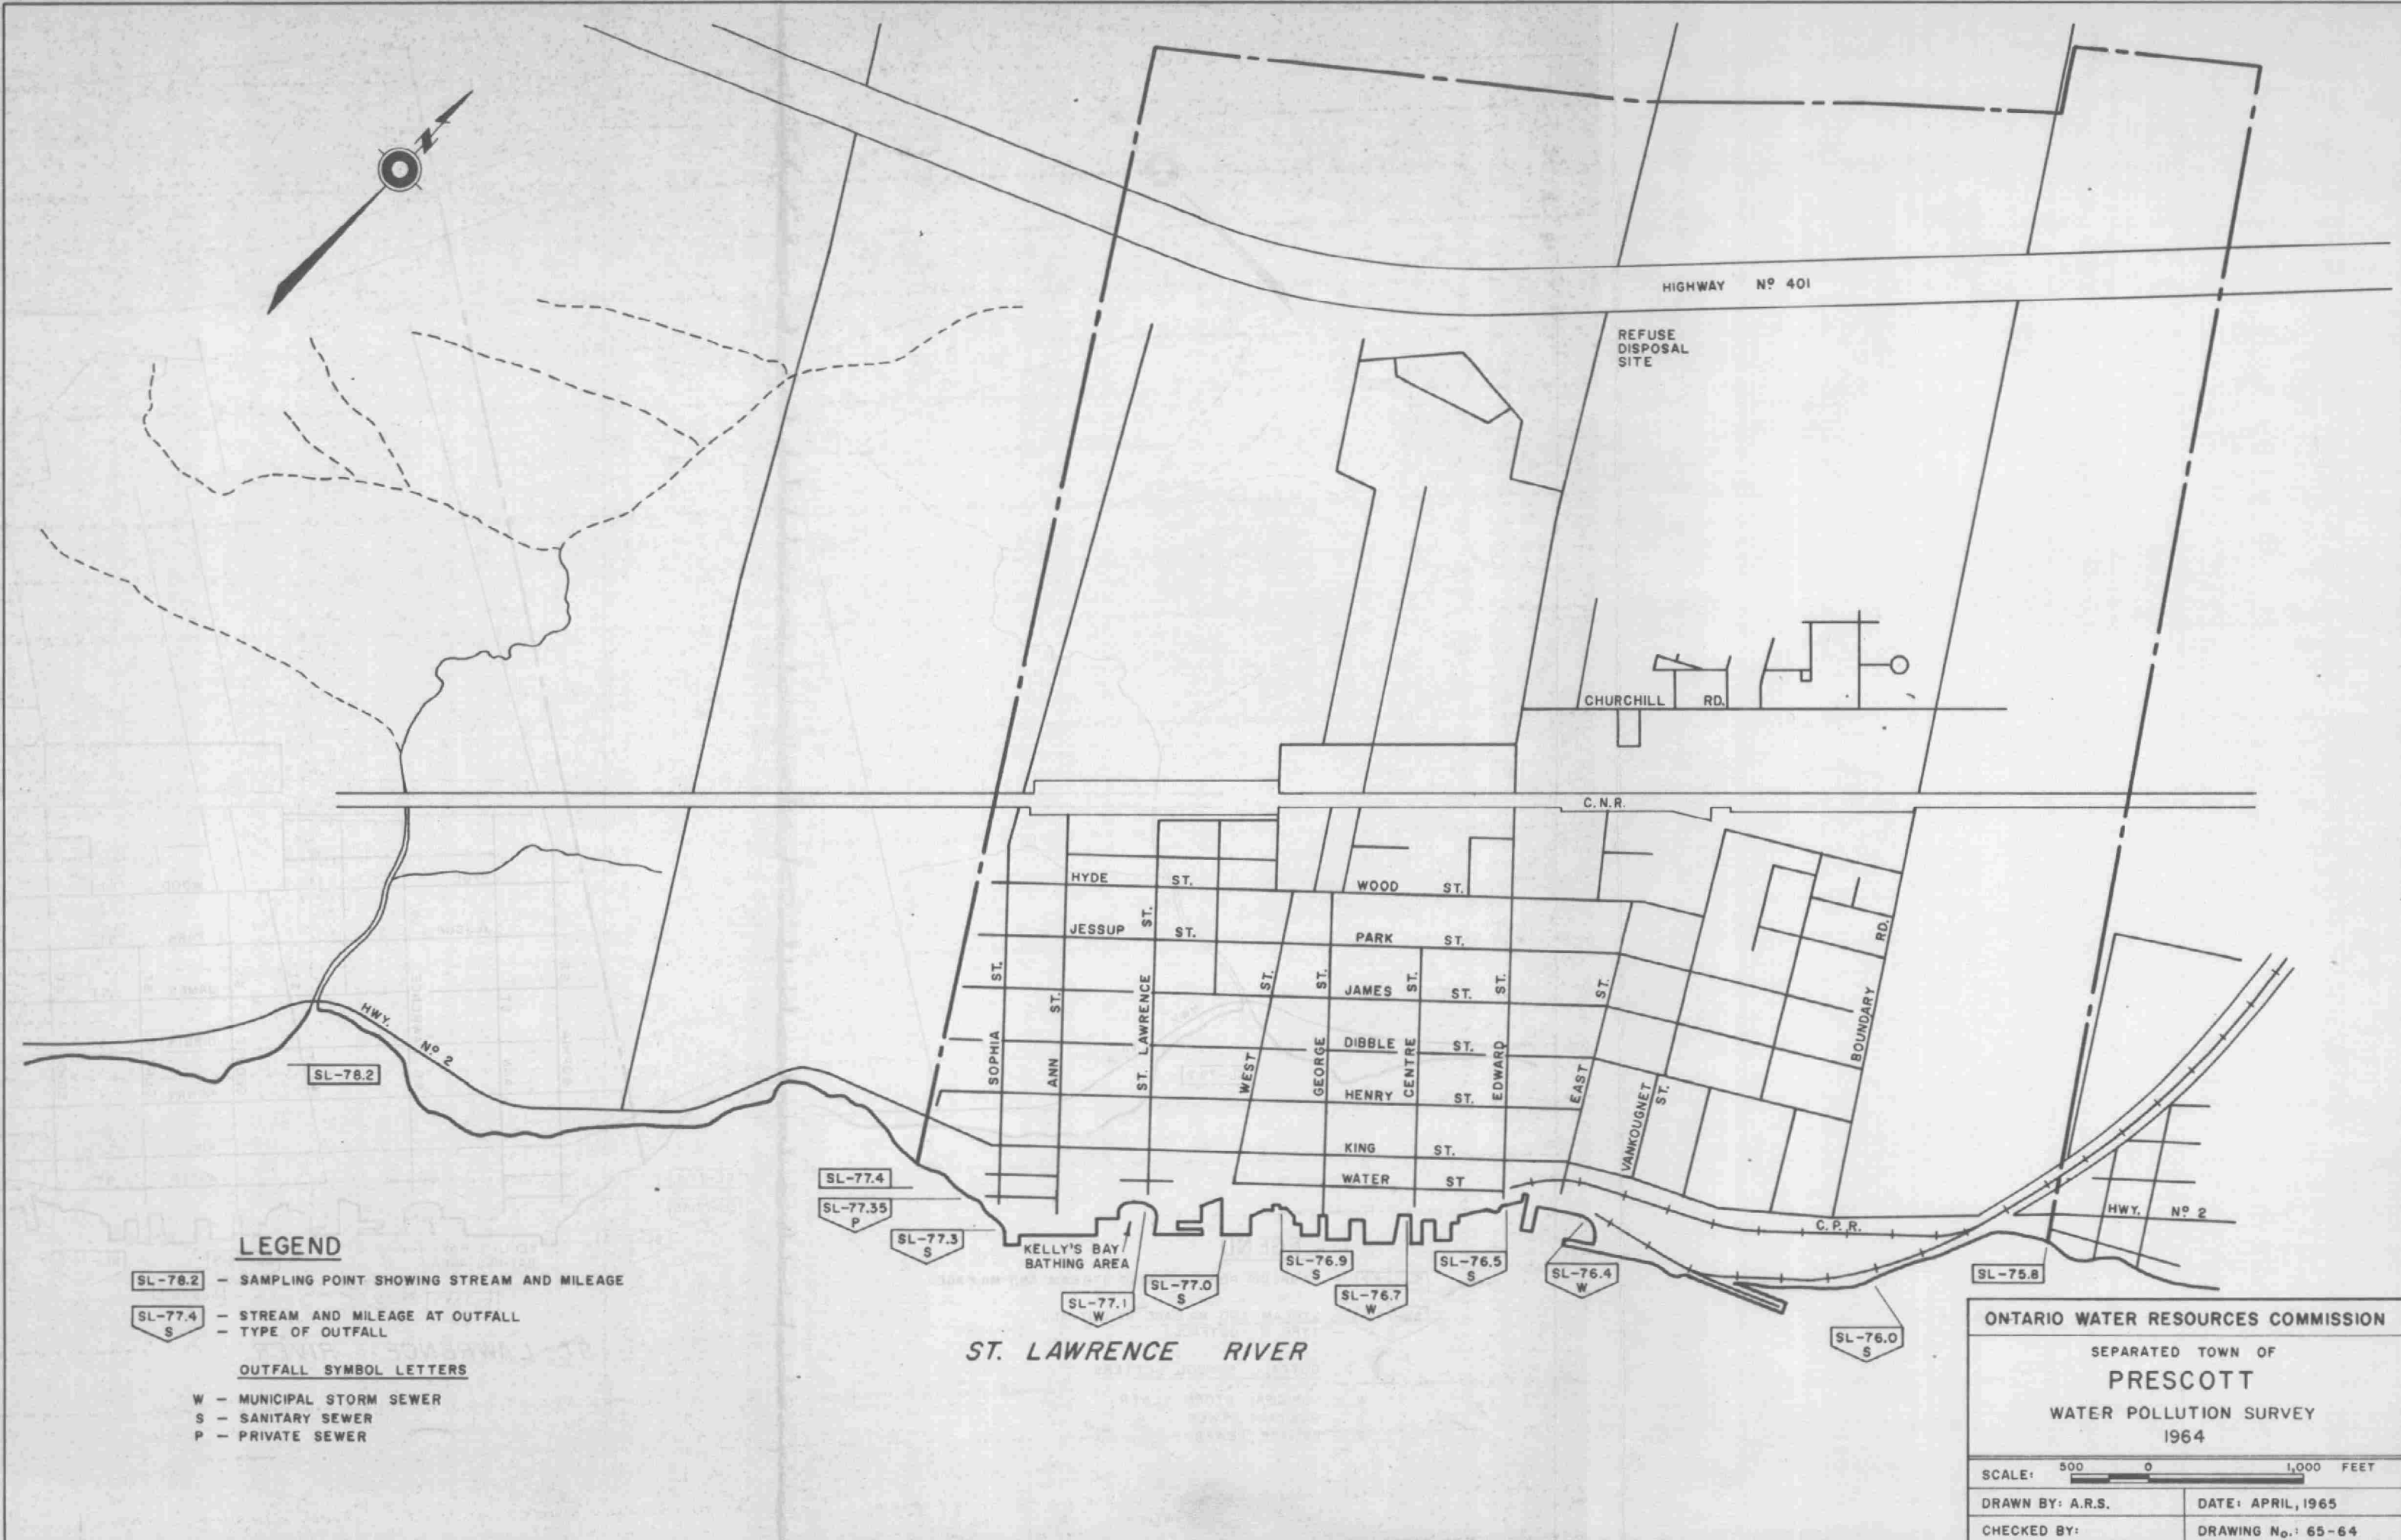 N
HIGHWAY Nº 401
REFUSE
DISPOSAL
SITE
CHURCHILL RD.
C.N.R.
HYDE ST.
WOOD ST.
JESSUP ST.
PARK ST.
JAMES ST.
DIBBLE ST.
HENRY ST.
KING ST.
WATER ST
SOPHIA ST.
ANN ST.
ST. LAWRENCE ST.
WEST ST.
GEORGE ST.
CENTRE ST.
EDWARD ST.
EAST ST.
VANKOUGNET
ST.
BOUNDARY RD.
HWY. Nº 2
C.P.R.
HWY. Nº 2
SL-78.2
SL-77.4
SL-77.35
P
SL-77.3
S
KELLY'S BAY
BATHING AREA
SL-77.1
W
SL-77.0
S
SL-76.9
S
SL-76.7
W
SL-76.5
S
SL-76.4
W
SL-76.0
S
SL-75.8
ST. LAWRENCE RIVER
LEGEND
SL-78.2 – SAMPLING POINT SHOWING STREAM AND MILEAGE
SL-77.4 – STREAM AND MILEAGE AT OUTFALL
S – TYPE OF OUTFALL
OUTFALL SYMBOL LETTERS
W – MUNICIPAL STORM SEWER
S – SANITARY SEWER
P – PRIVATE SEWER
ONTARIO WATER RESOURCES COMMISSION
SEPARATED TOWN OF
PRESCOTT
WATER POLLUTION SURVEY
1964
SCALE: 500 0 1,000 FEET
DRAWN BY: A.R.S.
DATE: APRIL, 1965
CHECKED BY:
DRAWING No.: 65-64